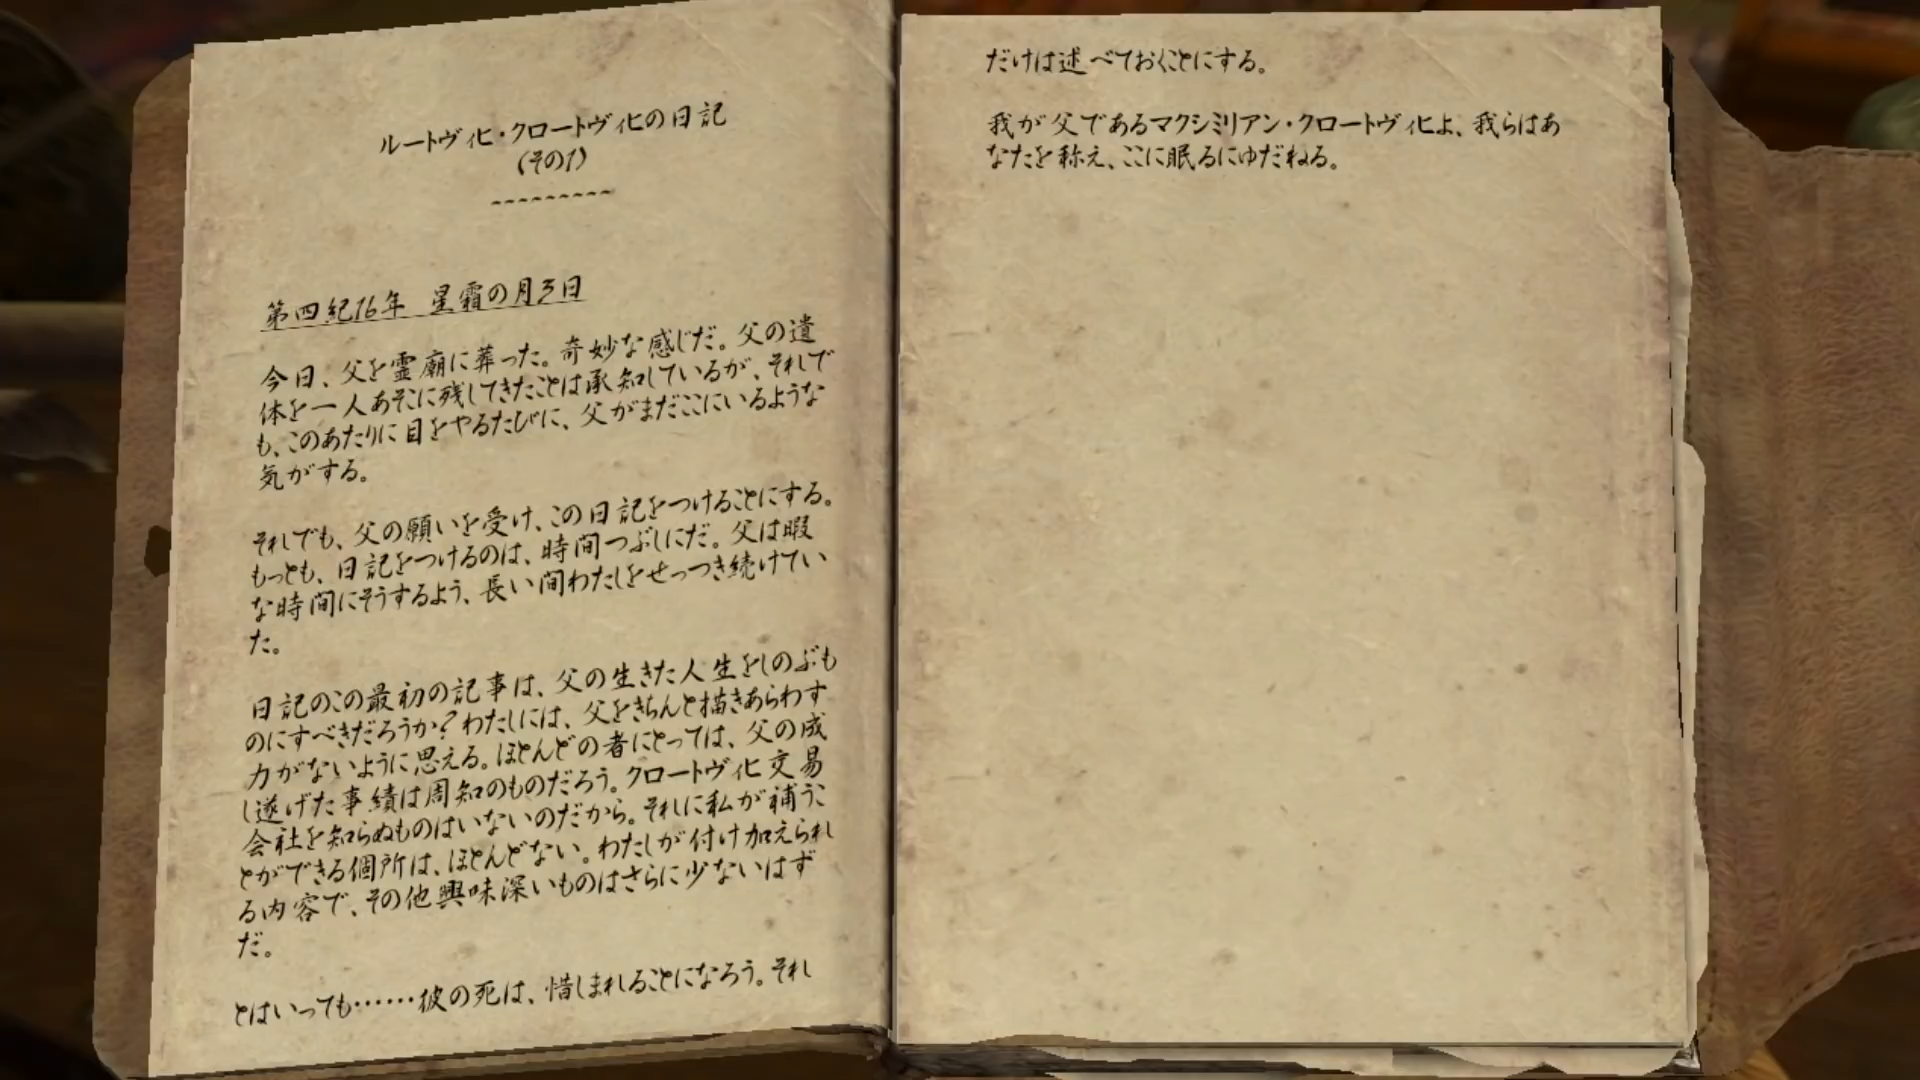 ルートヴィヒ・クロートヴィヒの日記
(その1)
~~~~~~~~~
第四紀16年 星霜の月3日
今日、父を霊廟に葬った。奇妙な感じだ。父の遺
体を一人あそこに残してきたことは承知しているが、それで
も、このあたりに目をやるたびに、父がまだここにいるような
気がする。
それでも、父の願いを受け、この日記をつけることにする。
もっとも、日記をつけるのは、時間つぶしにだ。父は暇
な時間にそうするよう、長い間わたしをせっつき続けてい
た。
日記のこの最初の記事は、父の生きた人生をしのぶも
のにすべきだろうか?わたしには、父をきちんと描きあらわす
力がないように思える。ほとんどの者にとっては、父の成
し遂げた事績は周知のものだろう。クロートヴィヒ交易
会社を知らぬものはいないのだから。それに私が補うこ
とができる個所は、ほとんどない。わたしが付け加えられ
る内容で、その他興味深いものはさらに少ないはず
だ。
とはいっても……彼の死は、惜しまれることになろう。それ
だけは述べておくことにする。
我が父であるマクシミリアン・クロートヴィヒよ、我らはあ
なたを称え、ここに眠るにゆだねる。